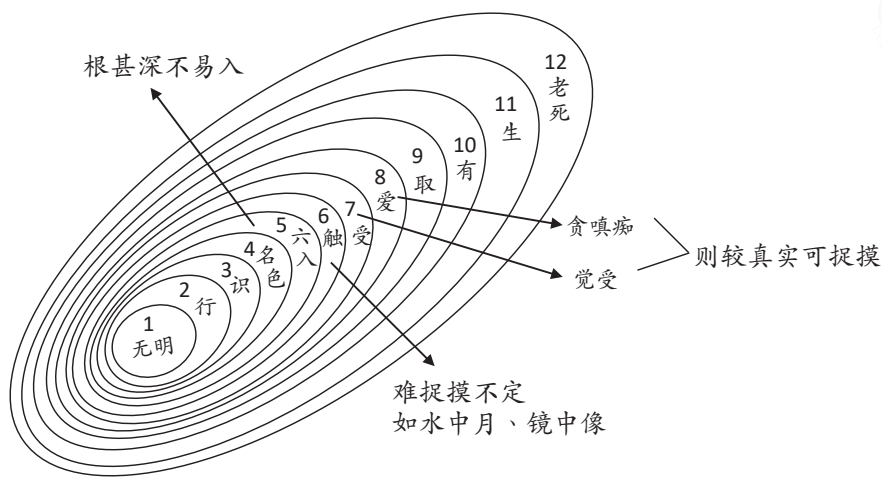 根甚深不易入
12
老
死
11
生
10
有
9
取
8
爱
7
受
6
触
5
六
入
4
名
色
3
识
2
行
1
无明
贪嗔痴
觉受
则较真实可捉摸
难捉摸不定
如水中月、镜中像